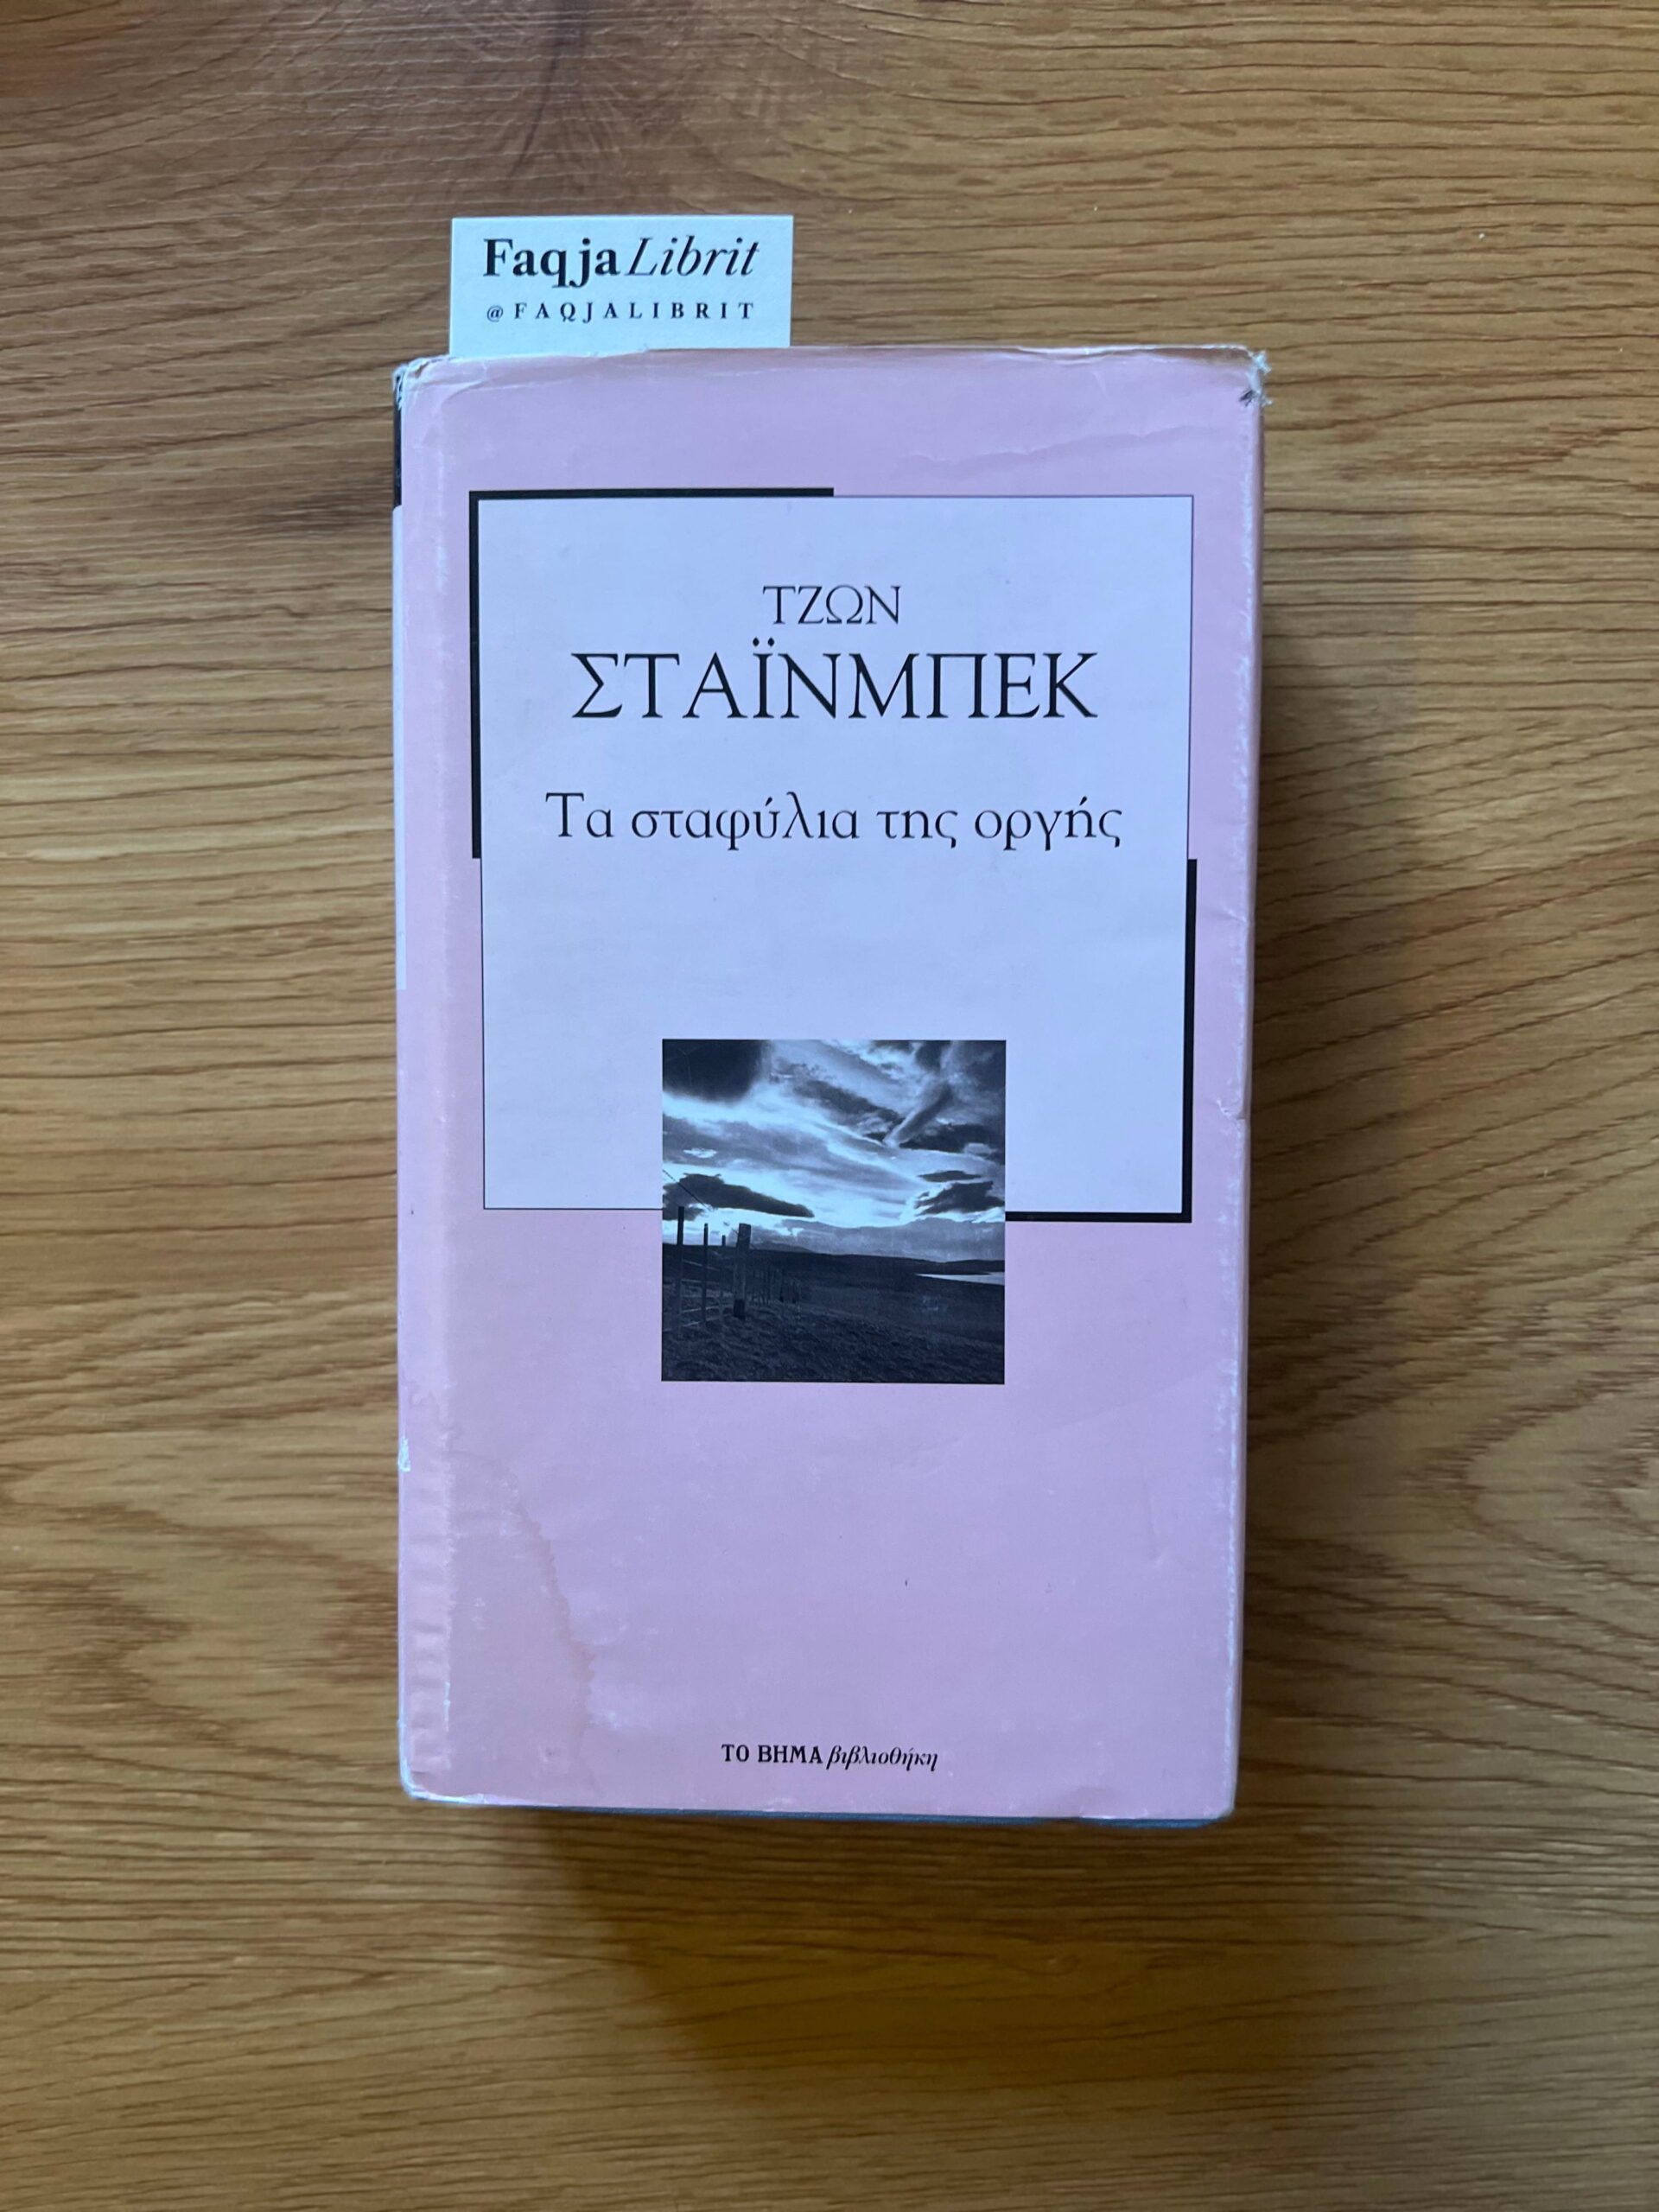 Faqja Librit
@FAQJALIBRIT
ΤΖΩΝ
ΣΤΑΪΝΜΠΕΚ
Τα σταφύλια της οργής
ΤΟ ΒΗΜΑ βιβλιοθήκη